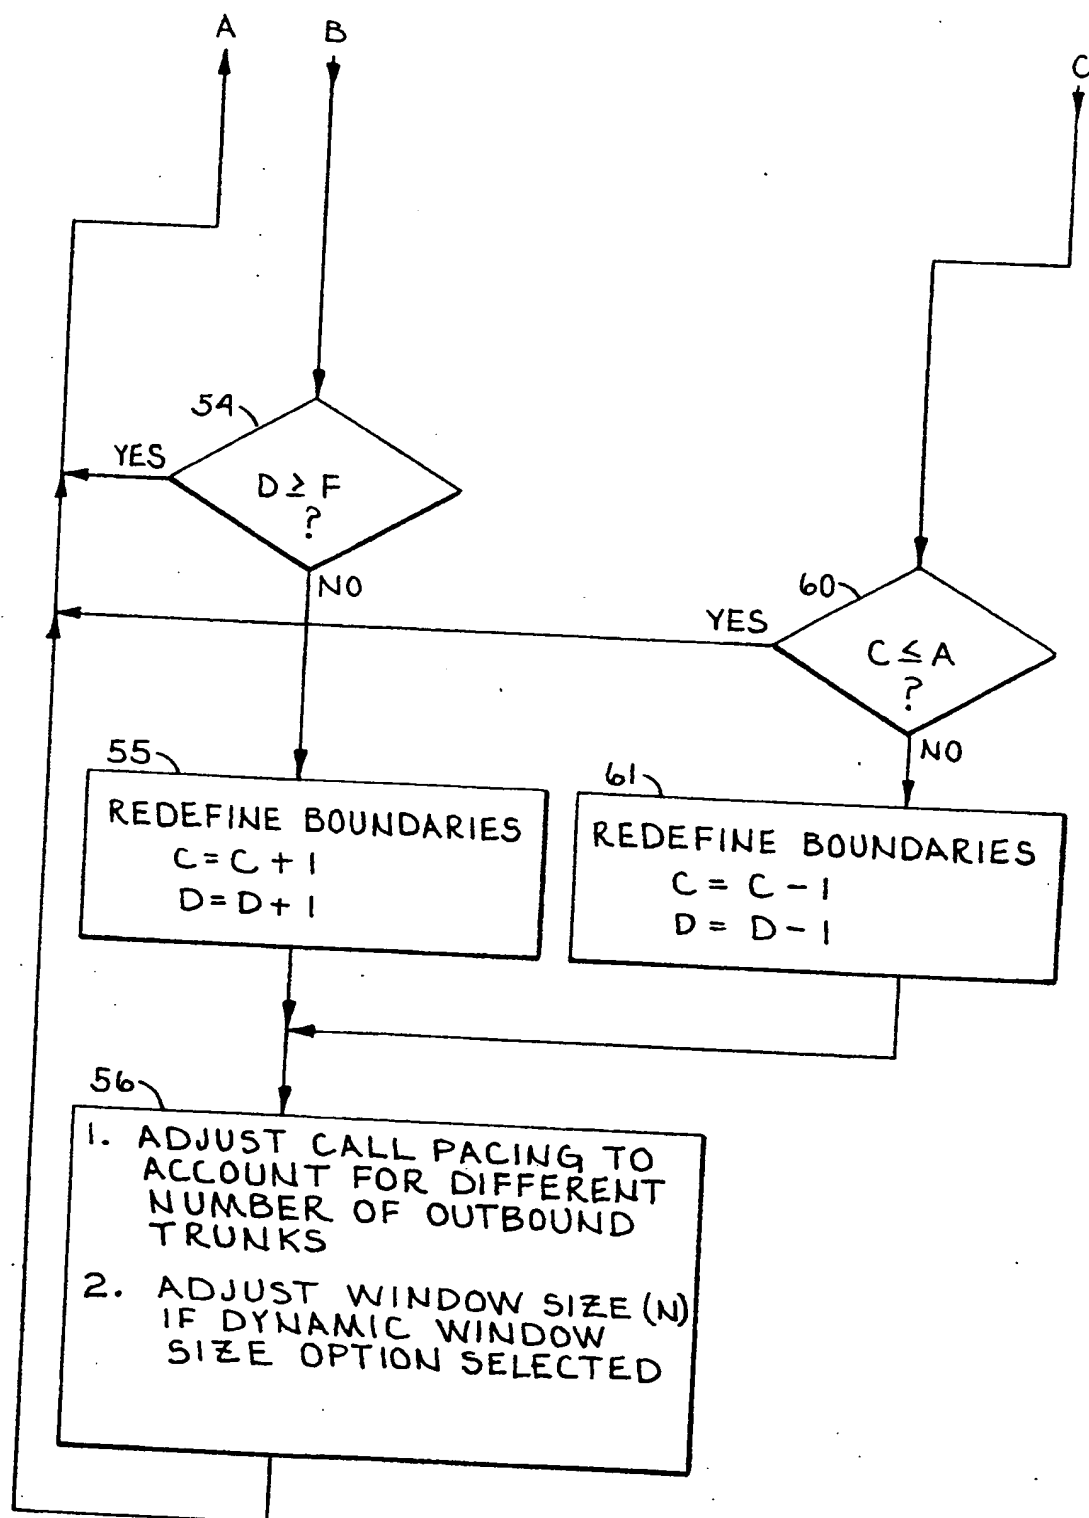 A
B
C
54
YES
D ≥ F
?
NO
60
YES
C ≤ A
?
NO
55
REDEFINE BOUNDARIES
C = C + 1
D = D + 1
61
REDEFINE BOUNDARIES
C = C - 1
D = D - 1
56
1. ADJUST CALL PACING TO
ACCOUNT FOR DIFFERENT
NUMBER OF OUTBOUND
TRUNKS
2. ADJUST WINDOW SIZE (N)
IF DYNAMIC WINDOW
SIZE OPTION SELECTED